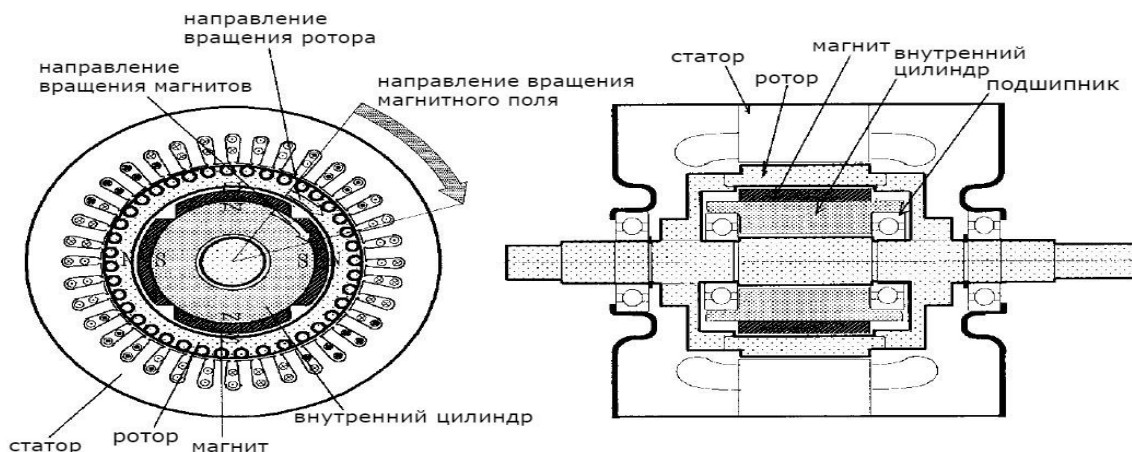 направление
вращения ротора
направление
вращения магнитов
направление вращения
магнитного поля
N
S
S
N
внутренний цилиндр
статор
ротор
магнит
статор
ротор
магнит
внутренний
цилиндр
подшипник